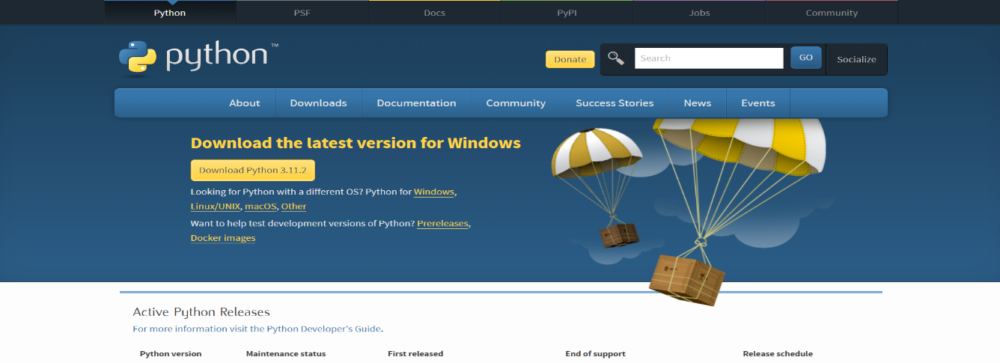 Python PSF Docs PyPI Jobs Community
python™
Donate Search GO Socialize
About Downloads Documentation Community Success Stories News Events
Download the latest version for Windows
Download Python 3.11.2
Looking for Python with a different OS? Python for Windows,
Linux/UNIX, macOS, Other
Want to help test development versions of Python? Prereleases,
Docker images
Active Python Releases
For more information visit the Python Developer's Guide.
Python version Maintenance status First released End of support Release schedule